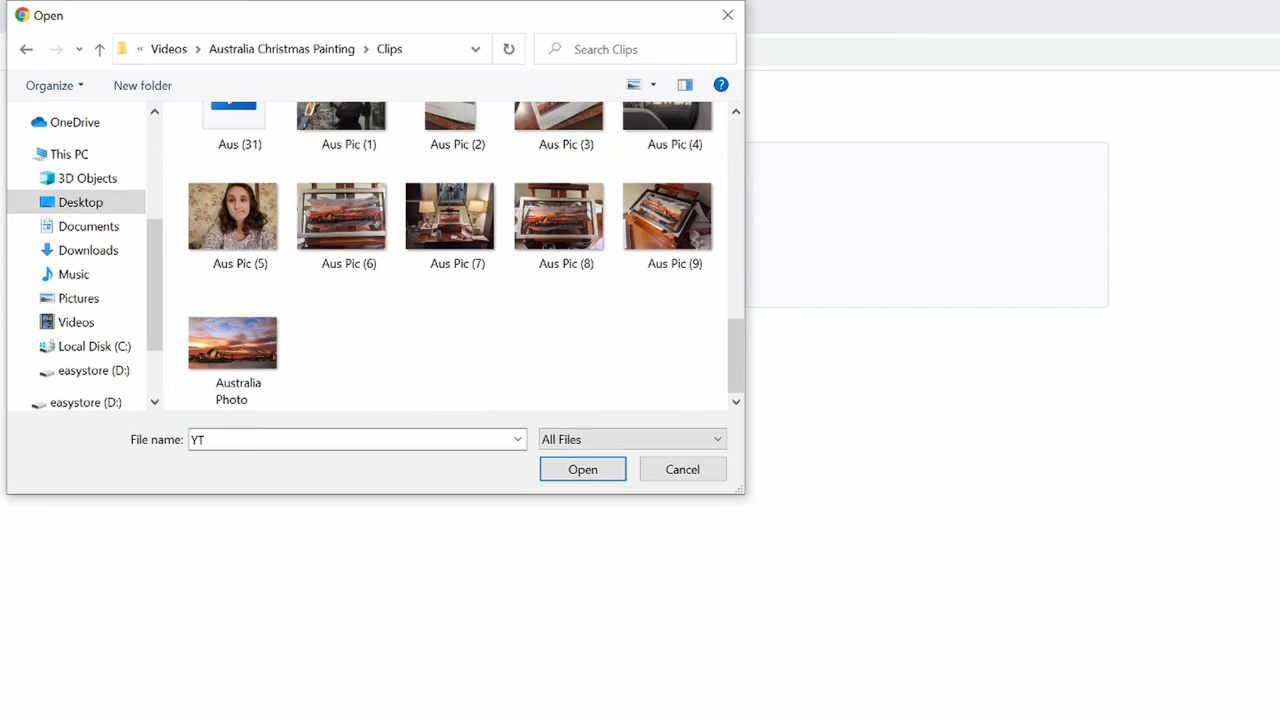 Open
« Videos > Australia Christmas Painting > Clips
Search Clips
Organize
New folder
OneDrive
This PC
3D Objects
Desktop
Documents
Downloads
Music
Pictures
Videos
Local Disk (C:)
easystore (D:)
easystore (D:)
Aus (31)
Aus Pic (1)
Aus Pic (2)
Aus Pic (3)
Aus Pic (4)
Aus Pic (5)
Aus Pic (6)
Aus Pic (7)
Aus Pic (8)
Aus Pic (9)
Australia
Photo
File name: YT
All Files
Open
Cancel